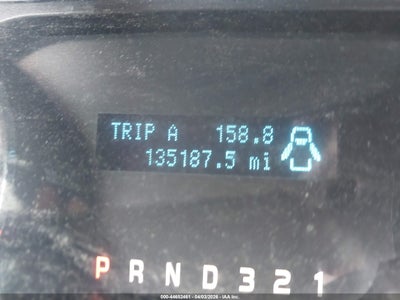 TRIP A 158.8
135187.5 mi
P R N D 3 2 1
000-44652461 | 04/03/2026 | IAA Inc.